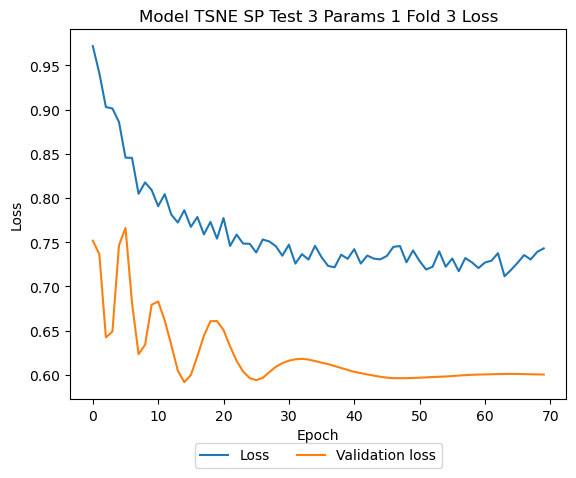 Model TSNE SP Test 3 Params 1 Fold 3 Loss
0.95
0.90
0.85
0.80
0.75
0.70
0.65
0.60
Loss
0 10 20 30 40 50 60 70
Epoch
Loss Validation loss